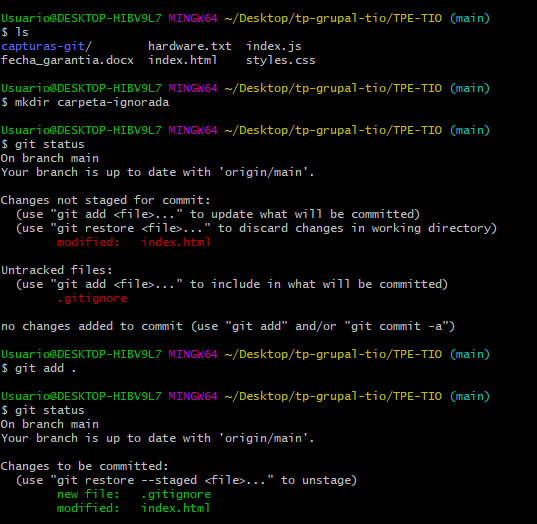 Usuario@DESKTOP-HIBV9L7 MINGW64 ~/Desktop/tp-grupal-tio/TPE-TIO (main)
$ ls
capturas-git/ hardware.txt index.js
fecha_garantia.docx index.html styles.css
Usuario@DESKTOP-HIBV9L7 MINGW64 ~/Desktop/tp-grupal-tio/TPE-TIO (main)
$ mkdir carpeta-ignorada
Usuario@DESKTOP-HIBV9L7 MINGW64 ~/Desktop/tp-grupal-tio/TPE-TIO (main)
$ git status
On branch main
Your branch is up to date with 'origin/main'.
Changes not staged for commit:
(use "git add <file>..." to update what will be committed)
(use "git restore <file>..." to discard changes in working directory)
modified: index.html
Untracked files:
(use "git add <file>..." to include in what will be committed)
.gitignore
no changes added to commit (use "git add" and/or "git commit -a")
Usuario@DESKTOP-HIBV9L7 MINGW64 ~/Desktop/tp-grupal-tio/TPE-TIO (main)
$ git add .
Usuario@DESKTOP-HIBV9L7 MINGW64 ~/Desktop/tp-grupal-tio/TPE-TIO (main)
$ git status
On branch main
Your branch is up to date with 'origin/main'.
Changes to be committed:
(use "git restore --staged <file>..." to unstage)
new file: .gitignore
modified: index.html